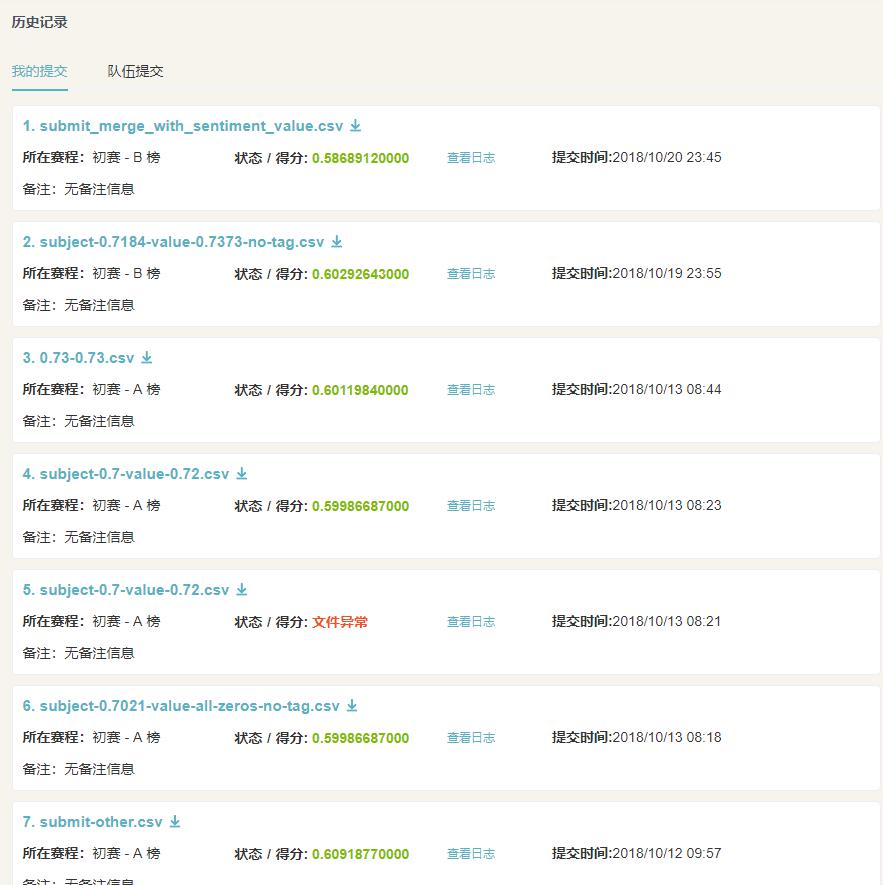 历史记录
我的提交 队伍提交
1. submit_merge_with_sentiment_value.csv
所在赛程：初赛 - B 榜 状态 / 得分: 0.58689120000 查看日志 提交时间:2018/10/20 23:45
备注：无备注信息
2. subject-0.7184-value-0.7373-no-tag.csv
所在赛程：初赛 - B 榜 状态 / 得分: 0.60292643000 查看日志 提交时间:2018/10/19 23:55
备注：无备注信息
3. 0.73-0.73.csv
所在赛程：初赛 - A 榜 状态 / 得分: 0.60119840000 查看日志 提交时间:2018/10/13 08:44
备注：无备注信息
4. subject-0.7-value-0.72.csv
所在赛程：初赛 - A 榜 状态 / 得分: 0.59986687000 查看日志 提交时间:2018/10/13 08:23
备注：无备注信息
5. subject-0.7-value-0.72.csv
所在赛程：初赛 - A 榜 状态 / 得分: 文件异常 查看日志 提交时间:2018/10/13 08:21
备注：无备注信息
6. subject-0.7021-value-all-zeros-no-tag.csv
所在赛程：初赛 - A 榜 状态 / 得分: 0.59986687000 查看日志 提交时间:2018/10/13 08:18
备注：无备注信息
7. submit-other.csv
所在赛程：初赛 - A 榜 状态 / 得分: 0.60918770000 查看日志 提交时间:2018/10/12 09:57
备注：无备注信息